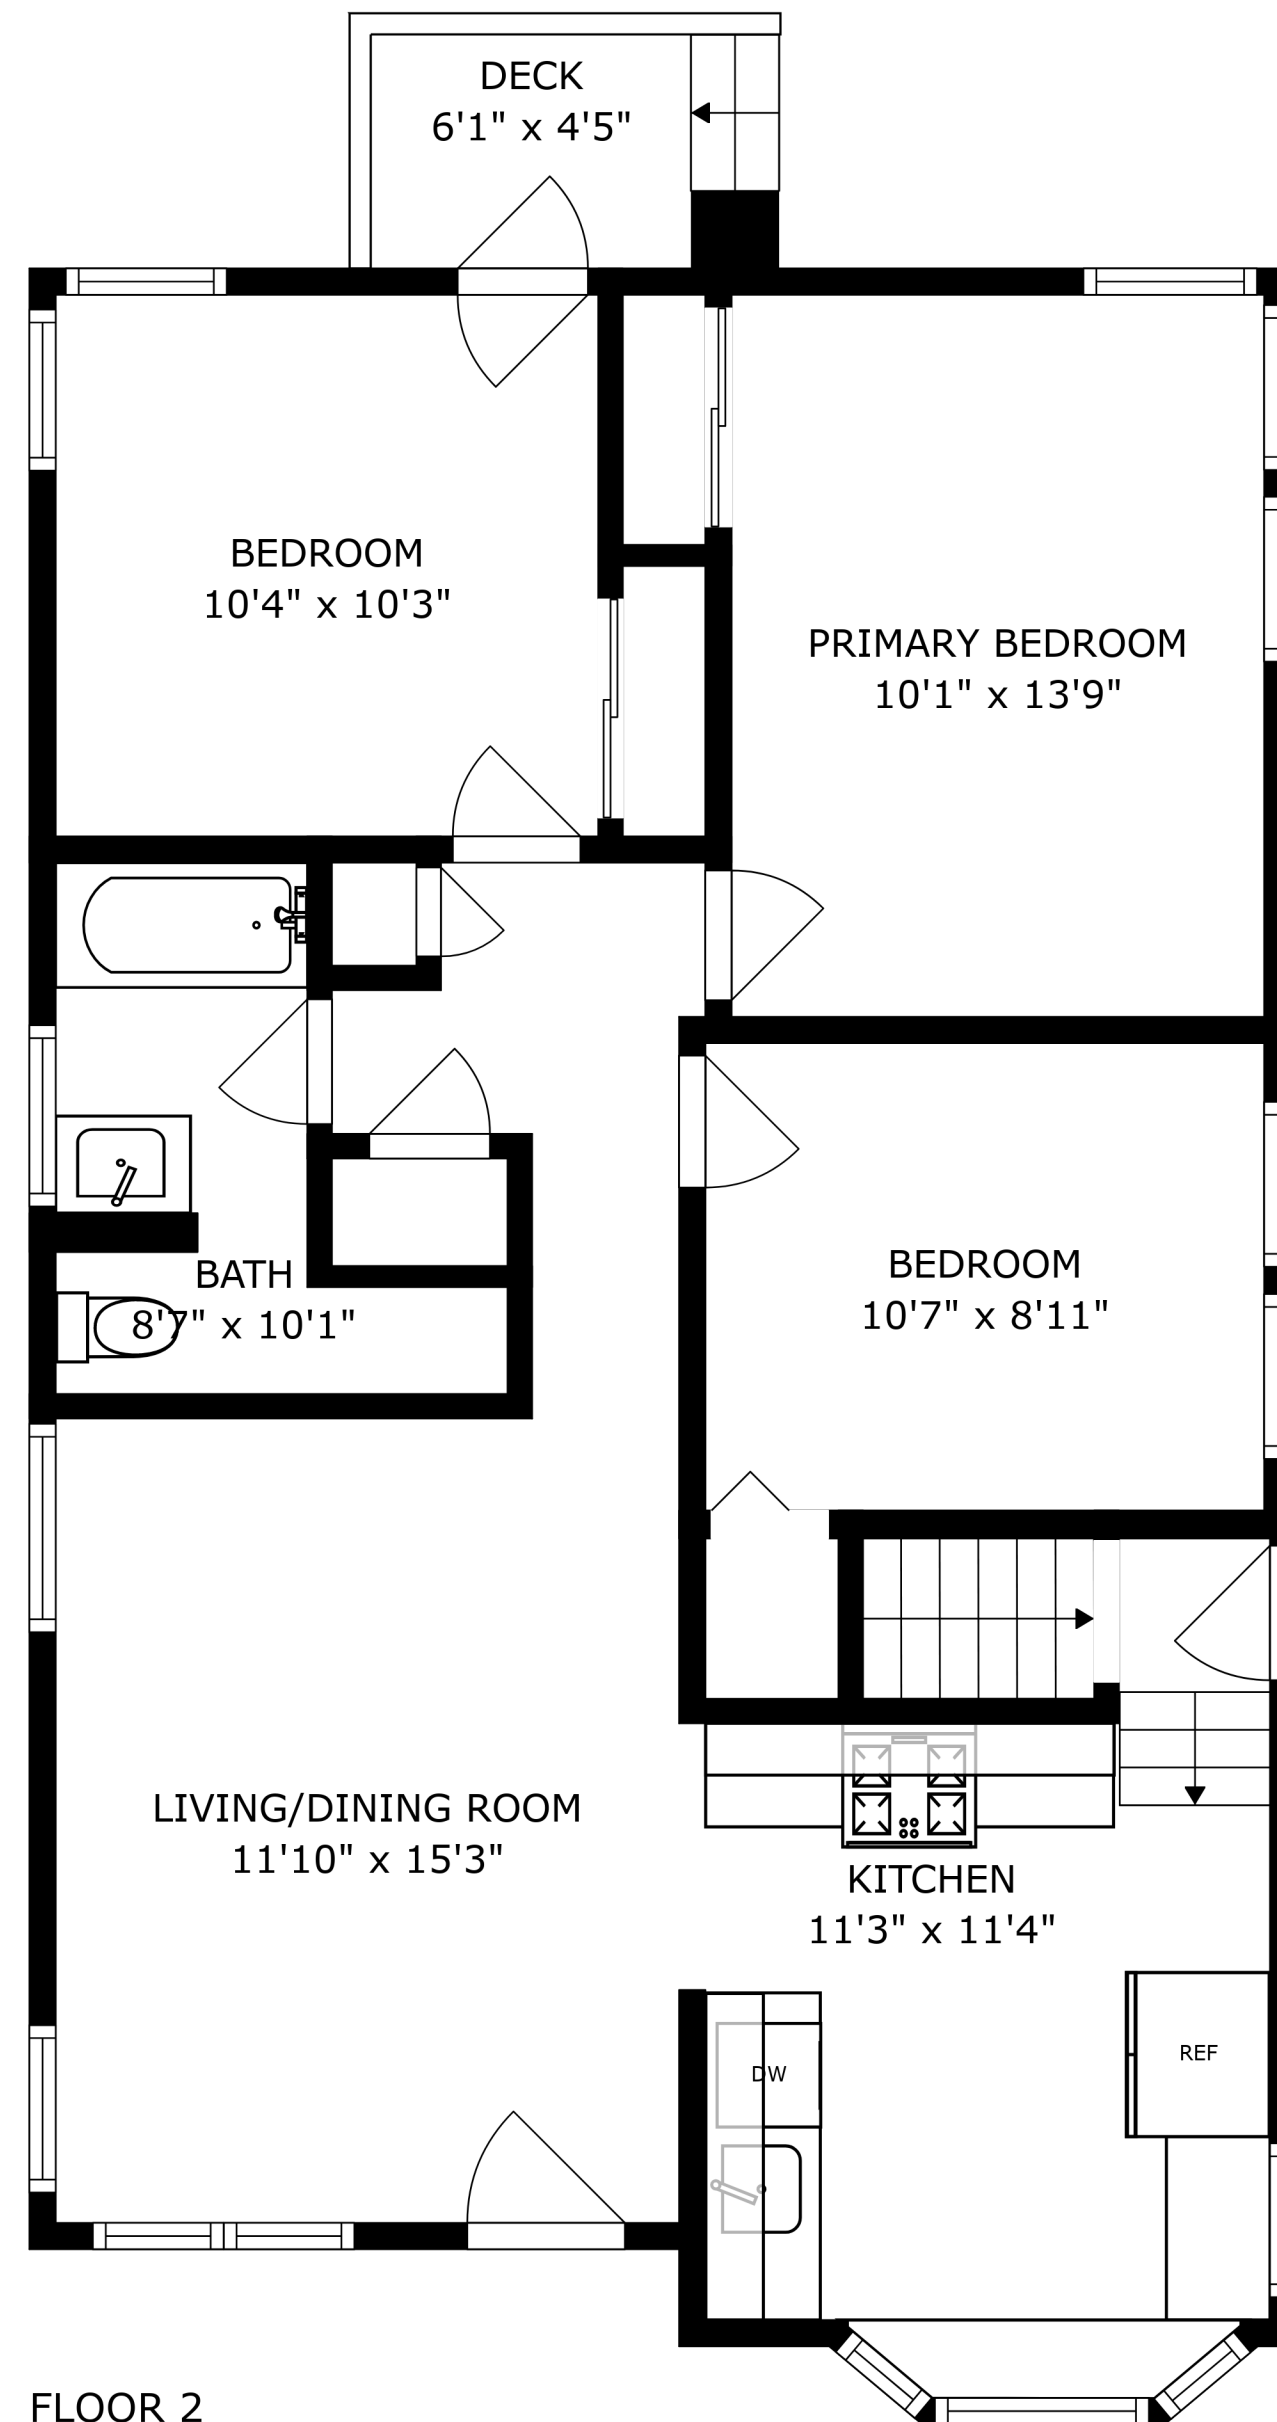 DECK
6'1" x 4'5"
BEDROOM
10'4" x 10'3"
PRIMARY BEDROOM
10'1" x 13'9"
BATH
8'7" x 10'1"
BEDROOM
10'7" x 8'11"
LIVING/DINING ROOM
11'10" x 15'3"
KITCHEN
11'3" x 11'4"
REF
DW
FLOOR 2